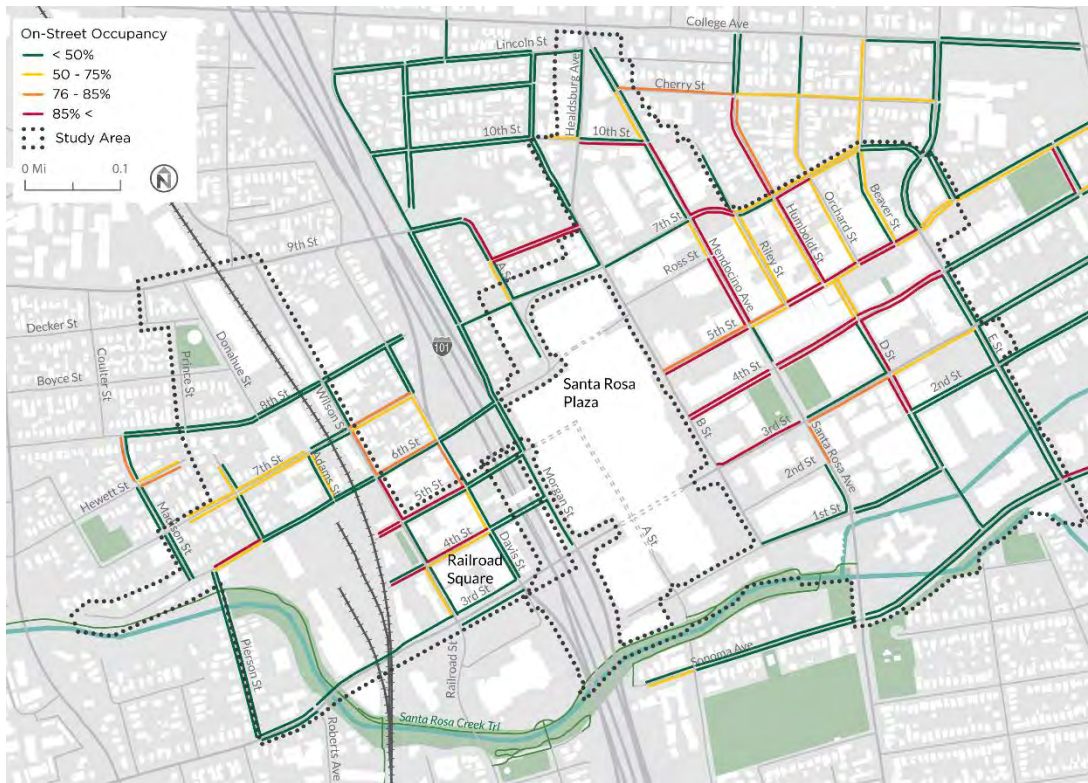 On-Street Occupancy
< 50%
50 - 75%
76 - 85%
85% <
Study Area
0 Mi
0.1
N
College Ave
Lincoln St
Healdsburg Ave
Cherry St
10th St
10th St
9th St
7th St
Ross St
Mendocino Ave
Riley St
Humboldt St
Orchard St
Beaver St
A St
101
Decker St
Coulter St
Prince St
Donahue St
Boyce St
8th St
Wilson St
5th St
4th St
D St
E St
2nd St
Santa Rosa
Plaza
B St
3rd St
Santa Rosa Ave
2nd St
1st St
6th St
7th St
Adams St
5th St
Hewett St
Madison St
Morgan St
4th St
Davis St
A St
Railroad
Square
3rd St
Pierson St
Railroad St
Sonoma Ave
Santa Rosa Creek Trl
Roberts Ave